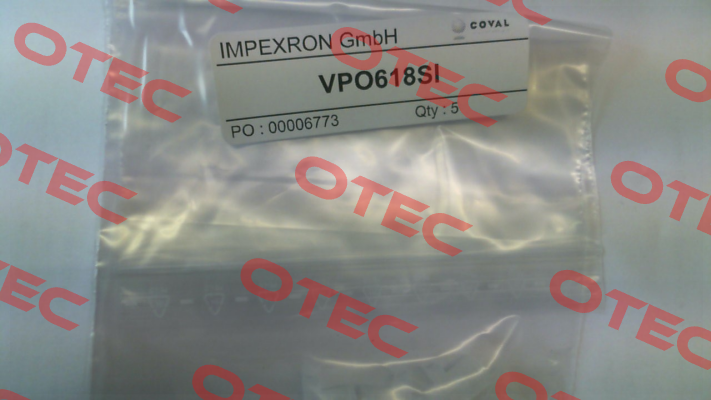 IMPEXRON GmbH
COVAL
VPO618SI
PO : 00006773
Qty : 5
OTEC
OTEC
OTEC
OTEC
OTEC
OTEC
OTEC
OTEC
OTEC
OTEC
OTEC